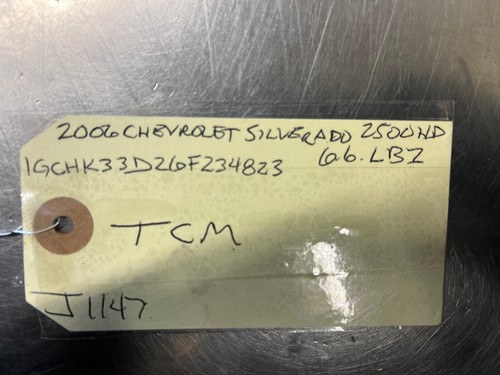 2006 CHEVROLET SILVERADO 2500HD
1GCHK33D26F234823 6.6. LBZ
TCM
J1147